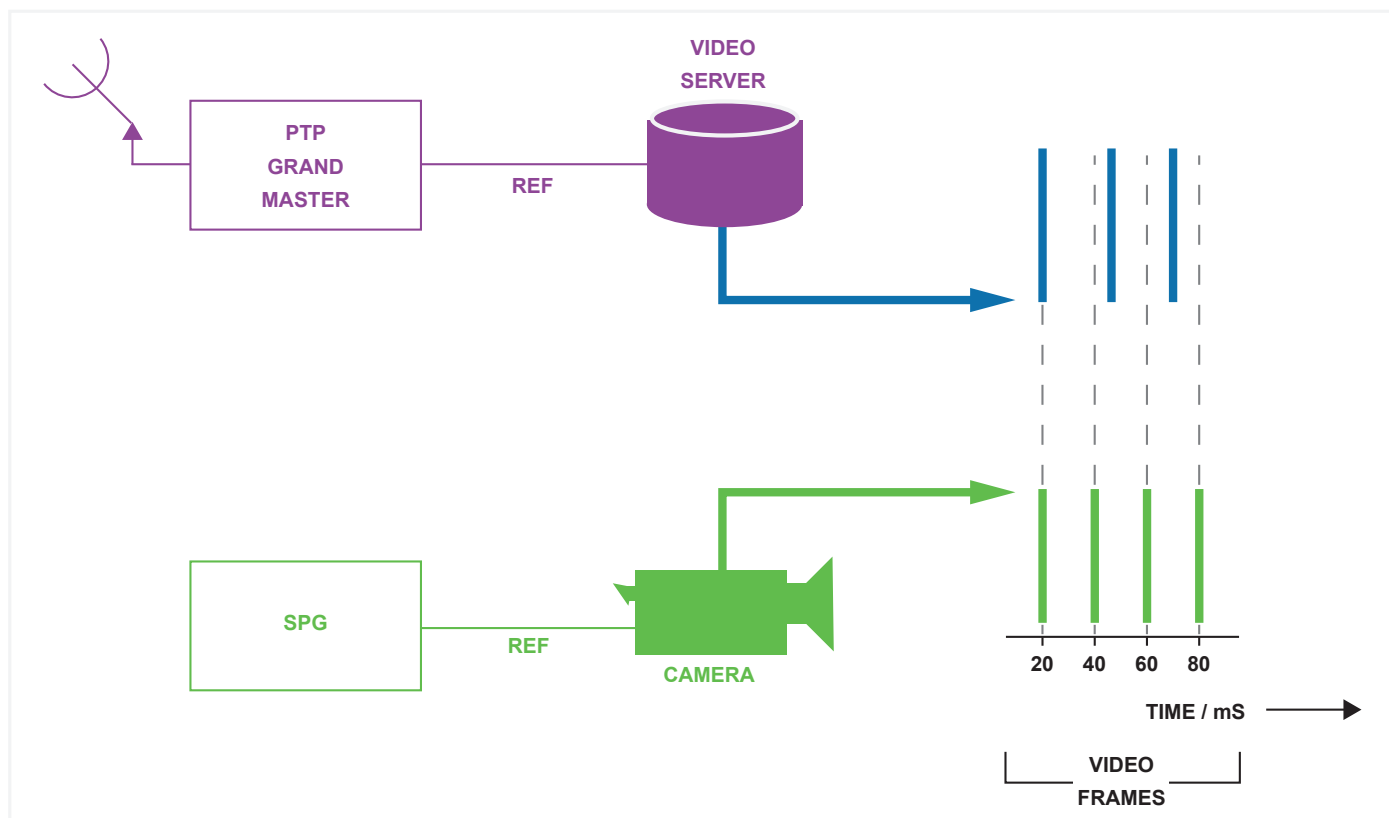 VIDEO
SERVER
PTP
GRAND
MASTER
REF
SPG
REF
CAMERA
20 40 60 80
TIME / mS
VIDEO
FRAMES